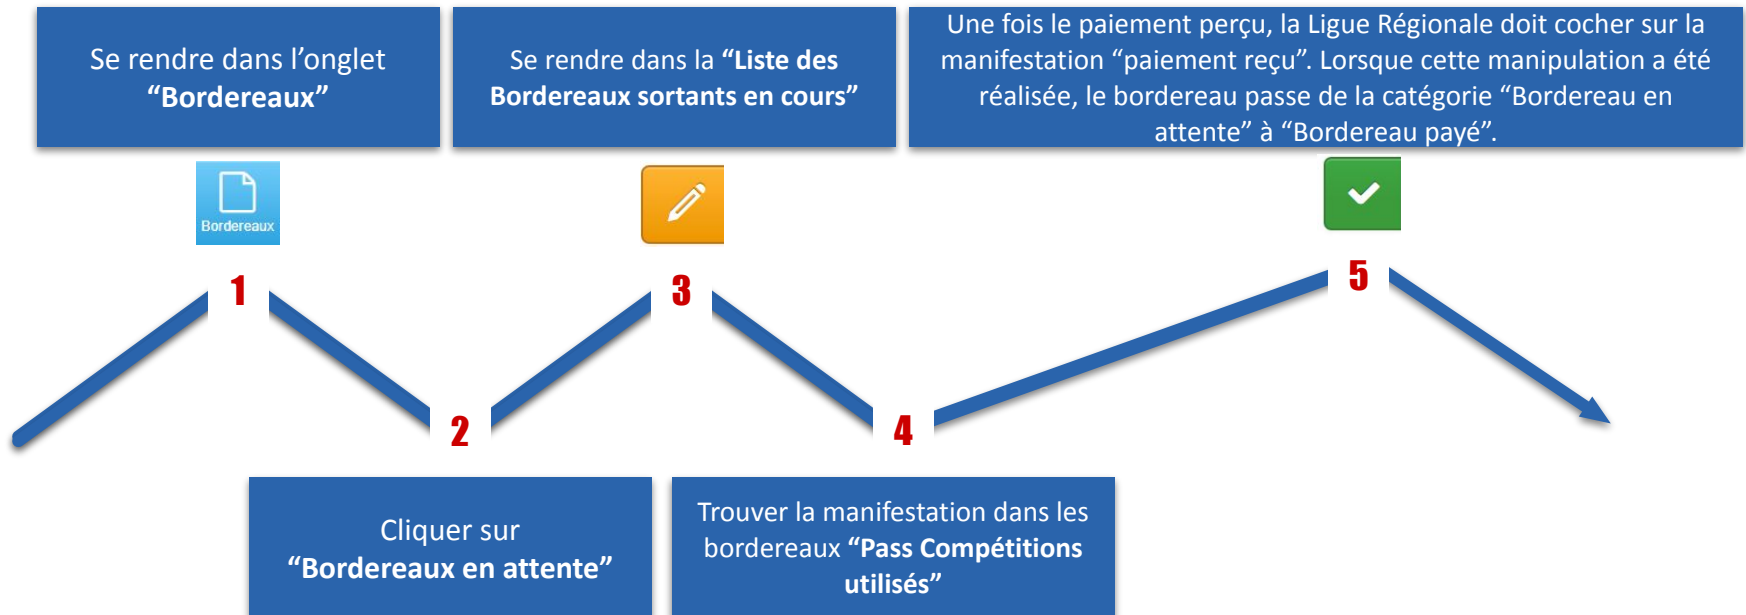 Se rendre dans l’onglet
“Bordereaux”
Bordereaux
1
Cliquer sur
“Bordereaux en attente”
2
Se rendre dans la “Liste des
Bordereaux sortants en cours”
3
Trouver la manifestation dans les
bordereaux “Pass Compétitions
utilisés”
4
Une fois le paiement perçu, la Ligue Régionale doit cocher sur la
manifestation “paiement reçu”. Lorsque cette manipulation a été
réalisée, le bordereau passe de la catégorie “Bordereau en
attente” à “Bordereau payé”.
5